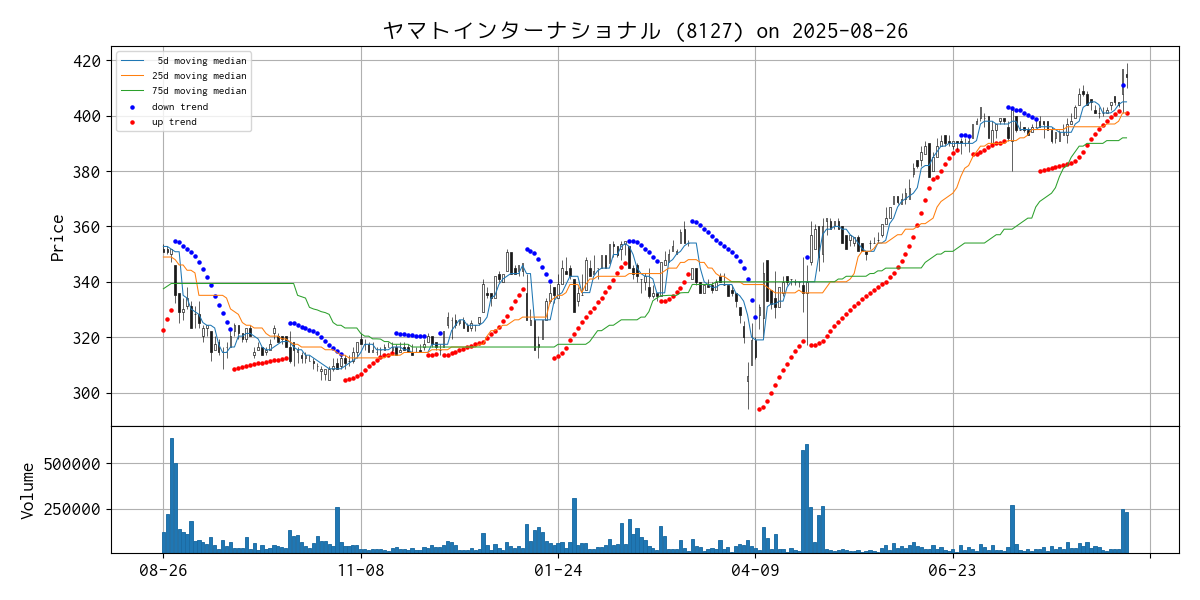 ヤマトインターナショナル (8127) on 2025-08-26
5d moving median
25d moving median
75d moving median
down trend
up trend
Price
420
400
380
360
340
320
300
Volume
500000
250000
08-26
11-08
01-24
04-09
06-23